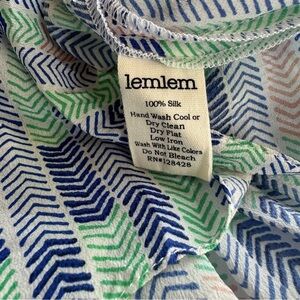 lemlem
100% Silk
Hand Wash Cool or
Dry Clean
Dry Flat
Low Iron
Wash With Like Colors
Do Not Bleach
RN#128428